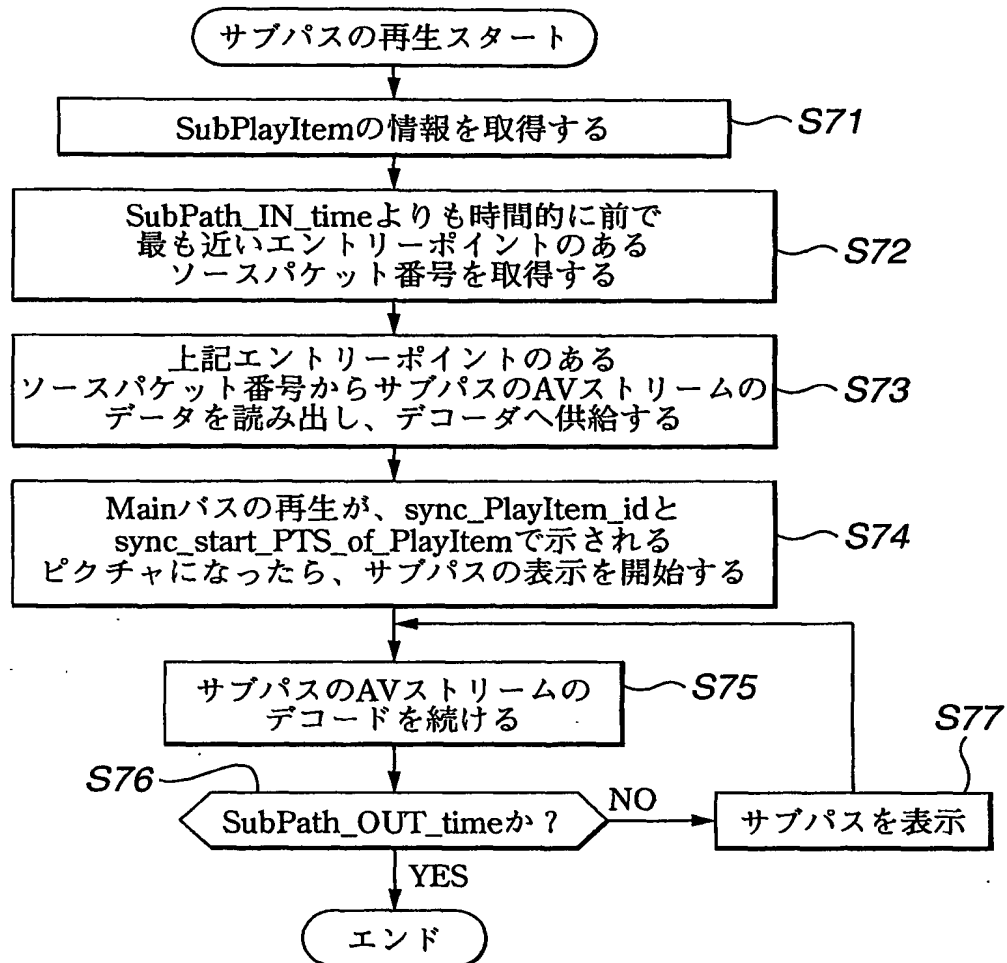 サブパスの再生スタート
SubPlayItemの情報を取得する
S71
SubPath_IN_timeよりも時間的に前で
最も近いエントリーポイントのある
ソースパケット番号を取得する
S72
上記エントリーポイントのある
ソースパケット番号からサブパスのAVストリームの
データを読み出し、デコーダへ供給する
S73
Mainパスの再生が、sync_PlayItem_idと
sync_start_PTS_of_PlayItemで示される
ピクチャになったら、サブパスの表示を開始する
S74
サブパスのAVストリームの
デコードを続ける
S75
S76
SubPath_OUT_timeか？
NO
サブパスを表示
S77
YES
エンド